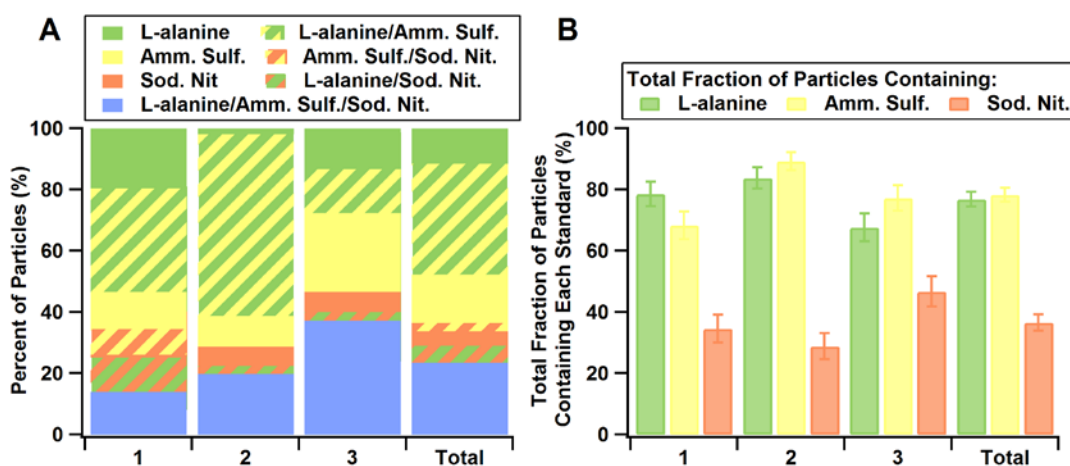 A
L-alanine
L-alanine/Amm. Sulf.
Amm. Sulf.
Amm. Sulf./Sod. Nit.
Sod. Nit
L-alanine/Sod. Nit.
L-alanine/Amm. Sulf./Sod. Nit.
Percent of Particles (%)
100
80
60
40
20
0
1 2 3 Total
B
Total Fraction of Particles Containing:
L-alanine Amm. Sulf. Sod. Nit.
Total Fraction of Particles
Containing Each Standard (%)
100
80
60
40
20
0
1 2 3 Total